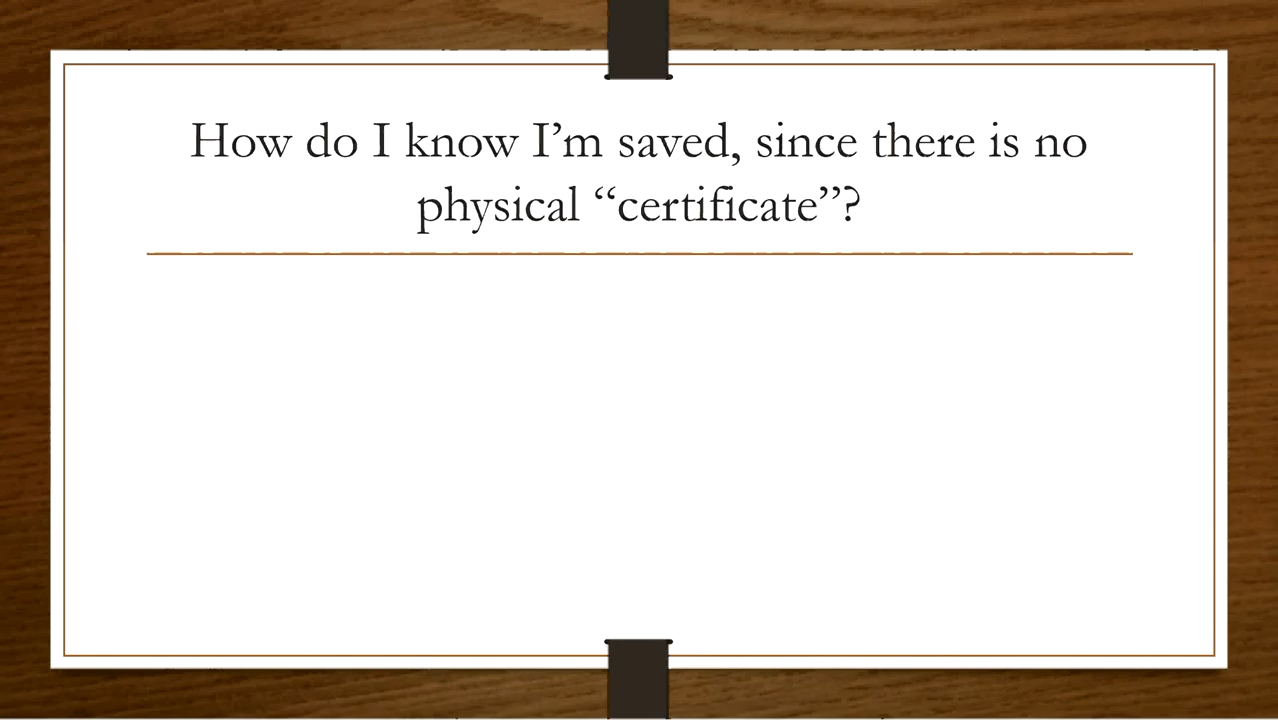 How do I know I’m saved, since there is no
physical “certificate”?